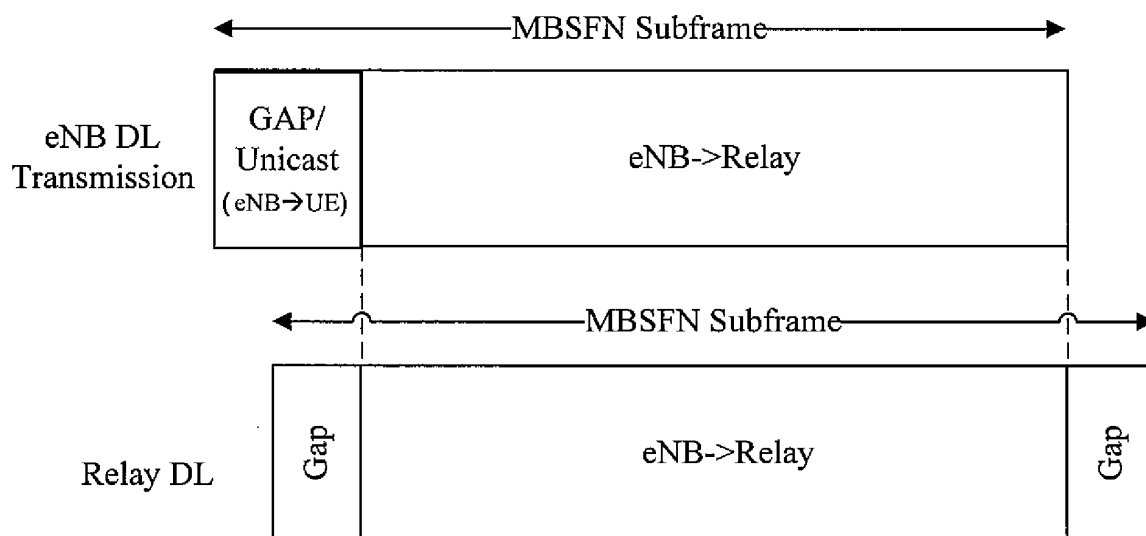 MBSFN Subframe
eNB DL
Transmission
GAP/
Unicast
(eNB→UE)
eNB->Relay
MBSFN Subframe
Relay DL
Gap
eNB->Relay
Gap